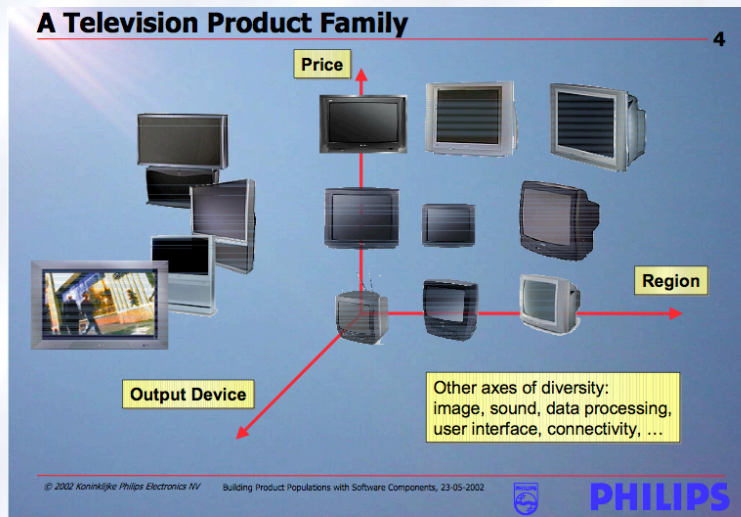 A Television Product Family
4
Price
Region
Output Device
Other axes of diversity:
image, sound, data processing,
user interface, connectivity, …
© 2002 Koninklijke Philips Electronics NV
Building Product Populations with Software Components, 23-05-2002
PHILIPS
PHILIPS